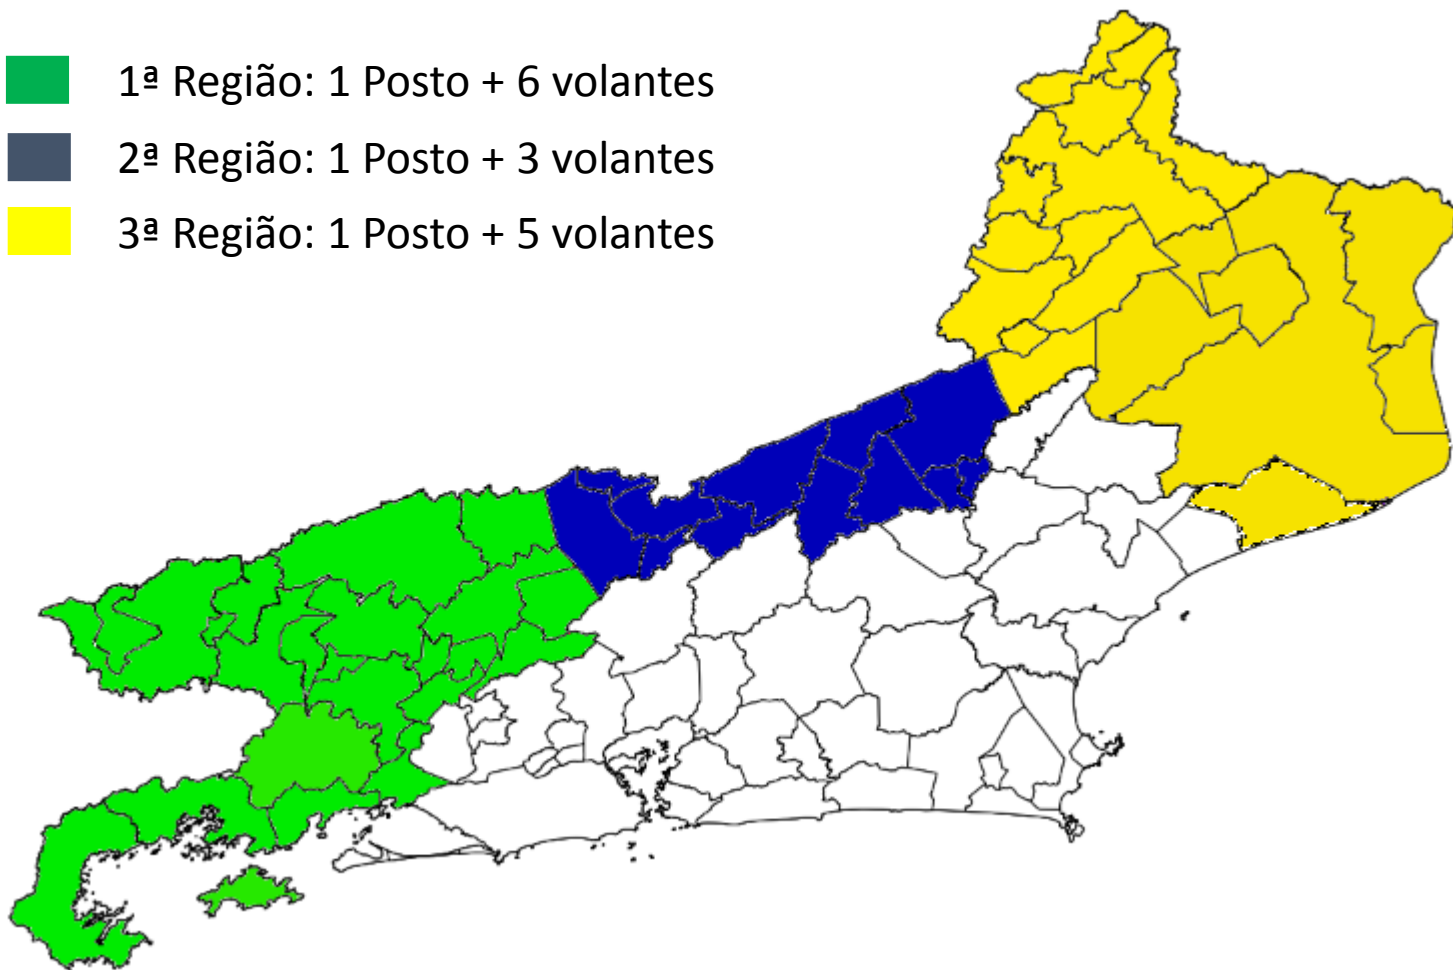 1ª Região: 1 Posto + 6 volantes
2ª Região: 1 Posto + 3 volantes
3ª Região: 1 Posto + 5 volantes